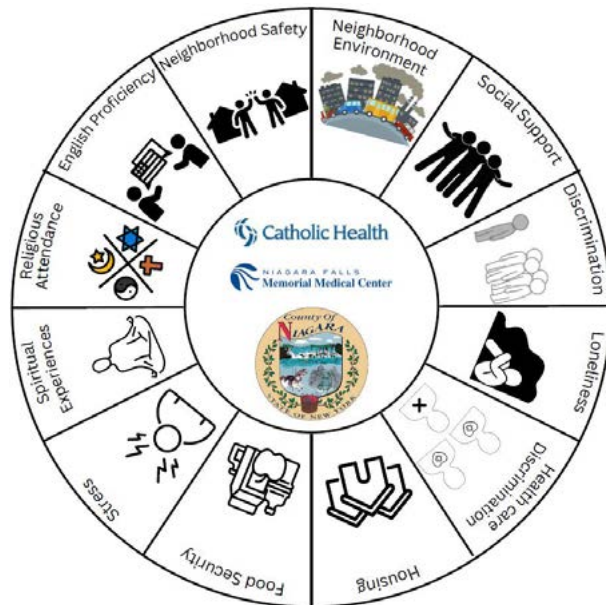 Neighborhood
Environment
Social Support
Discrimination
Loneliness
Health care
Discrimination
Housing
Food Security
Stress
Spiritual
Experiences
Religious
Attendance
English Proficiency
Neighborhood Safety
Catholic Health
NIAGARA FALLS
Memorial Medical Center
County Of
NIAGARA
STATE OF NEW YORK